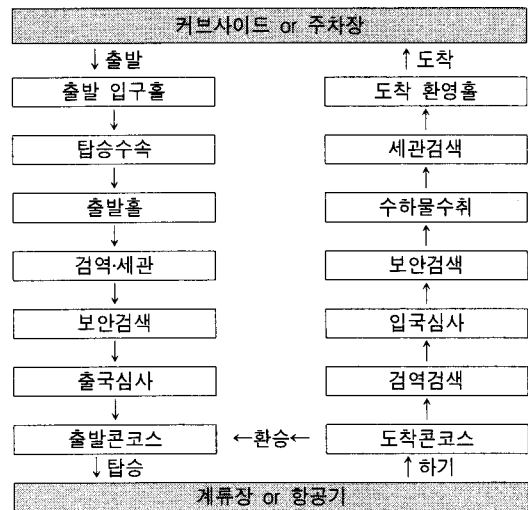 커브사이드 or 주차장
↓출발
출발 입구홀
↓
탑승수속
↓
출발홀
↓
검역·세관
↓
보안검색
↓
출국심사
↓
출발콘코스
↓탑승
←환승←
↑도착
도착 환영홀
↑
세관검색
↑
수하물수취
↑
보안검색
↑
입국심사
↑
검역검색
↑
도착콘코스
↑하기
계류장 or 항공기